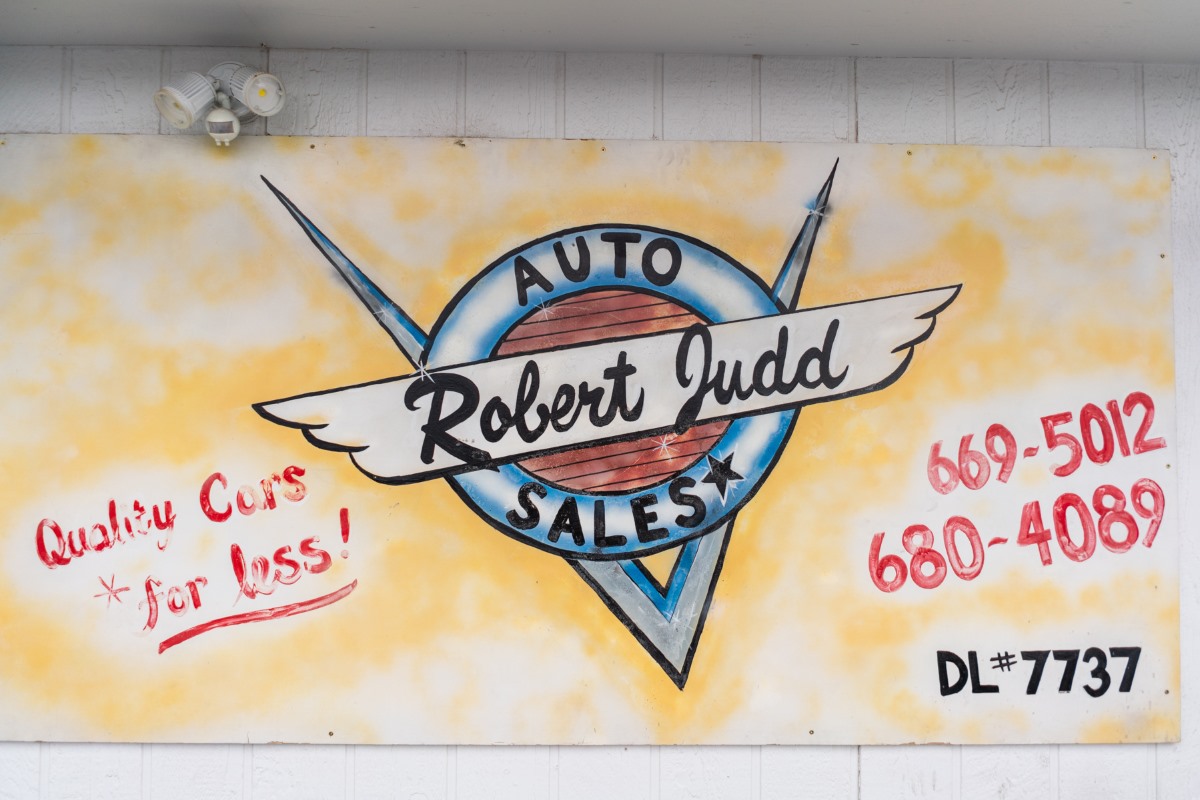 AUTO
Robert Judd
SALES
Quality Cars
*for less!
669-5012
680-4089
DL#7737